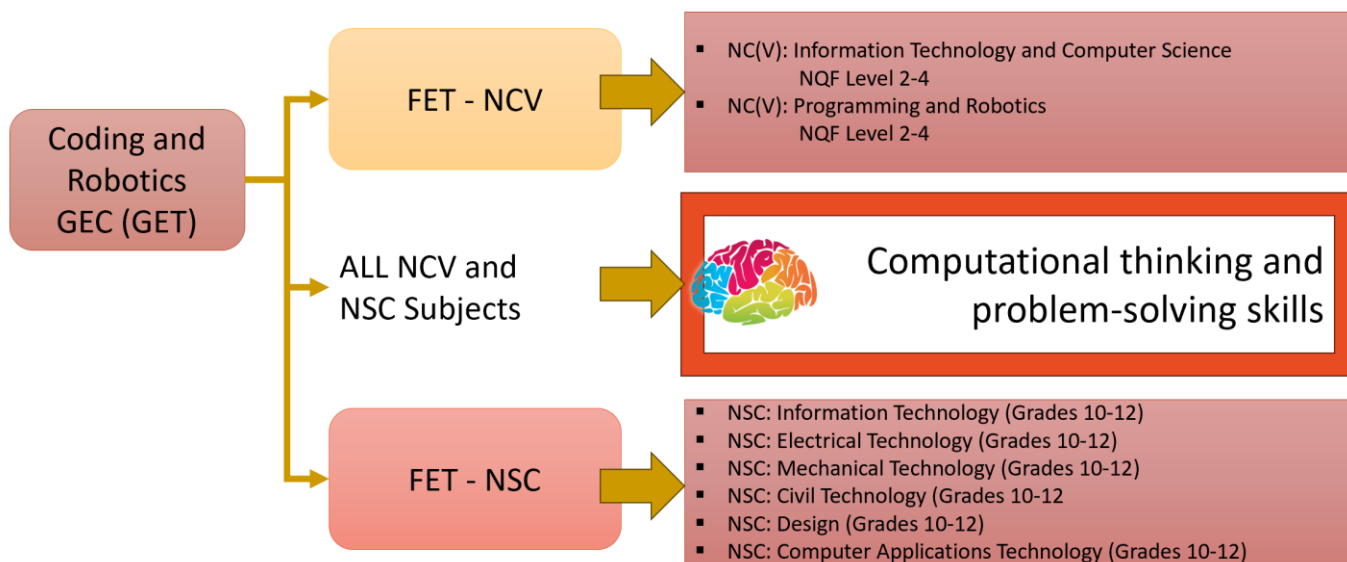 Coding and
Robotics
GEC (GET)
FET - NCV
▪ NC(V): Information Technology and Computer Science
NQF Level 2-4
▪ NC(V): Programming and Robotics
NQF Level 2-4
ALL NCV and
NSC Subjects
Computational thinking and
problem-solving skills
FET - NSC
▪ NSC: Information Technology (Grades 10-12)
▪ NSC: Electrical Technology (Grades 10-12)
▪ NSC: Mechanical Technology (Grades 10-12)
▪ NSC: Civil Technology (Grades 10-12
▪ NSC: Design (Grades 10-12)
▪ NSC: Computer Applications Technology (Grades 10-12)